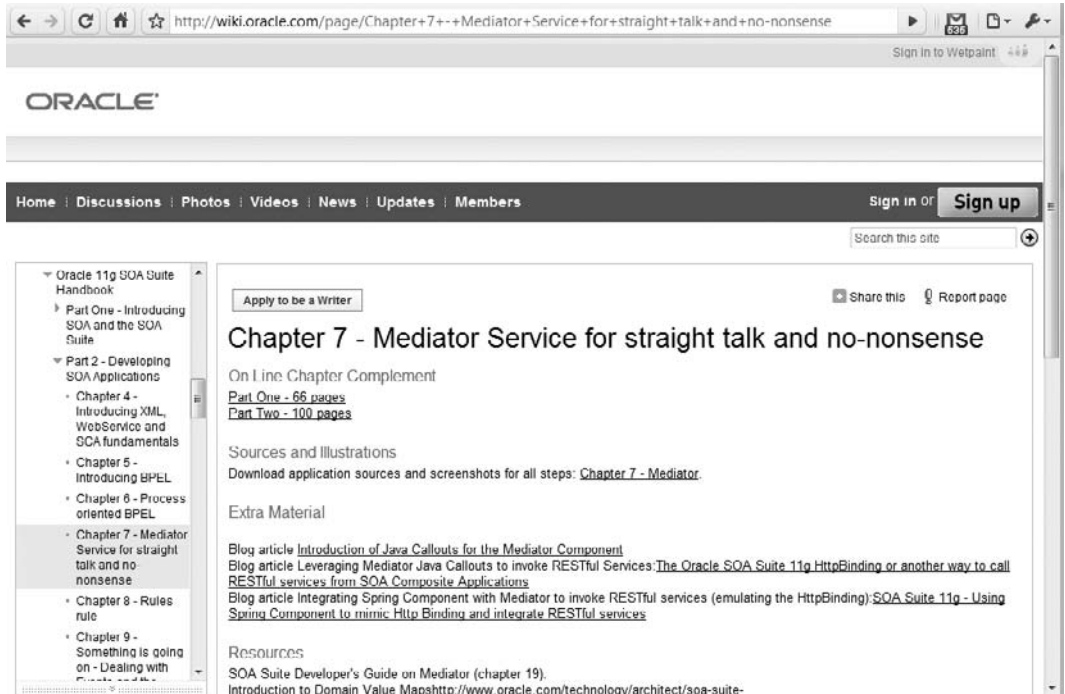 http://wiki.oracle.com/page/Chapter+7+-+Mediator+Service+for+straight+talk+and+no-nonsense
636
Sign in to Wetpaint
ORACLE
Home Discussions Photos Videos News Updates Members
Sign in or Sign up
Search this site
Oracle 11g SOA Suite
Handbook
Part One - Introducing
SOA and the SOA
Suite
Part 2 - Developing
SOA Applications
Chapter 4 -
Introducing XML,
WebService and
SCA fundamentals
Chapter 5 -
Introducing BPEL
Chapter 6 - Process
oriented BPEL
Chapter 7 - Mediator
Service for straight
talk and no-
nonsense
Chapter 8 - Rules
rule
Chapter 9 -
Something is going
on - Dealing with
Events and the
Apply to be a Writer
Share this Report page
Chapter 7 - Mediator Service for straight talk and no-nonsense
On Line Chapter Complement
Part One - 66 pages
Part Two - 100 pages
Sources and Illustrations
Download application sources and screenshots for all steps: Chapter 7 - Mediator.
Extra Material
Blog article Introduction of Java Callouts for the Mediator Component
Blog article Leveraging Mediator Java Callouts to invoke RESTful Services:The Oracle SOA Suite 11g HttpBinding or another way to call
RESTful services from SOA Composite Applications
Blog article Integrating Spring Component with Mediator to invoke RESTful services (emulating the HttpBinding):SOA Suite 11g - Using
Spring Component to mimic Http Binding and integrate RESTful services
Resources
SOA Suite Developer's Guide on Mediator (chapter 19).
Introduction to Domain Value Mapshttp://www.oracle.com/technology/architect/soa-suite-